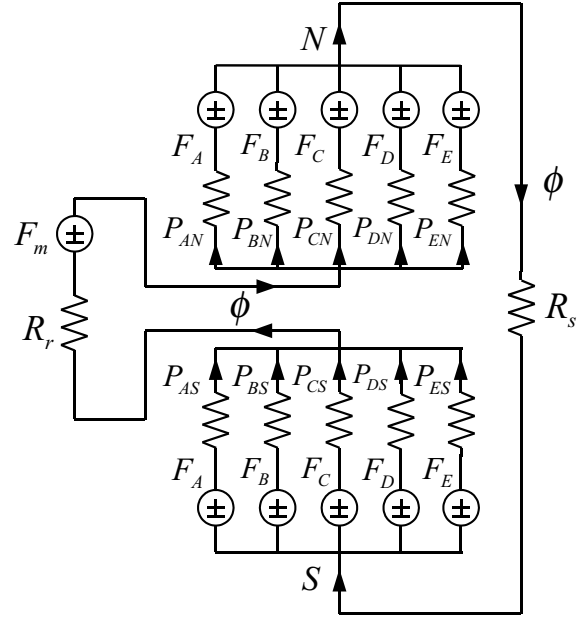 N
± ± ± ± ±
F_A F_B F_C F_D F_E
ϕ
± F_m
P_AN P_BN P_CN P_DN P_EN
R_r
ϕ
R_s
P_AS P_BS P_CS P_DS P_ES
F_A F_B F_C F_D F_E
± ± ± ± ±
S